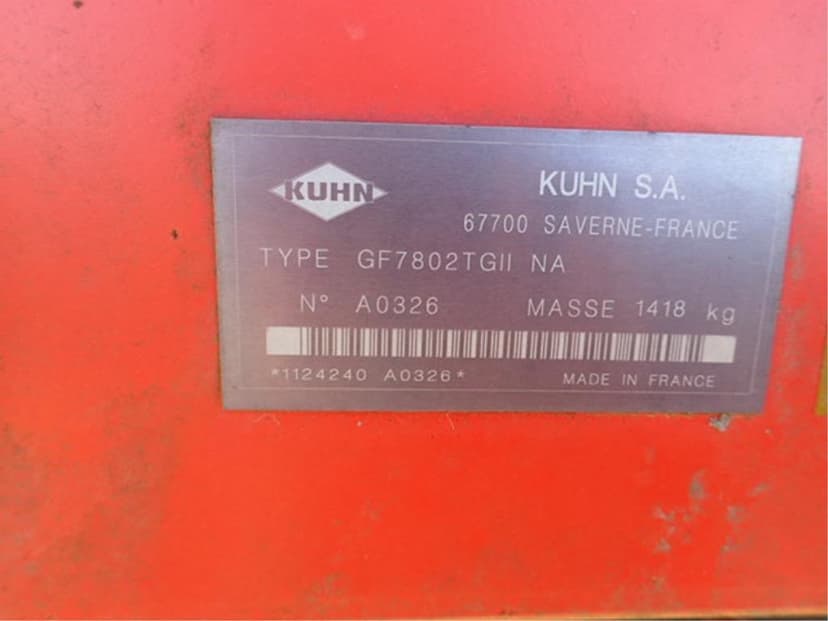 KUHN
KUHN S.A.
67700 SAVERNE-FRANCE
TYPE GF7802TGII NA
N° A0326 MASSE 1418 kg
*1124240 A0326* MADE IN FRANCE